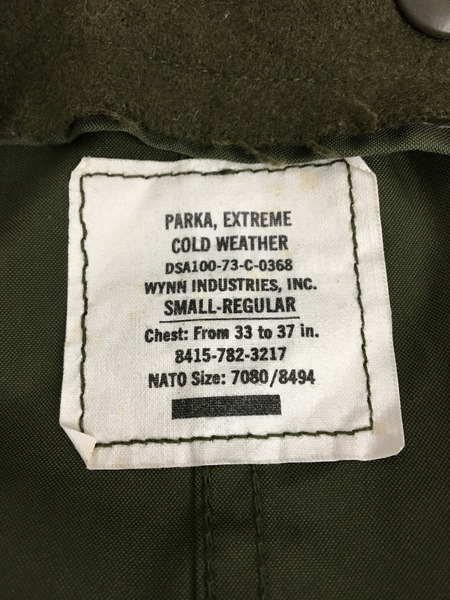 PARKA, EXTREME
COLD WEATHER
DSA100-73-C-0368
WYNN INDUSTRIES, INC.
SMALL-REGULAR
Chest: From 33 to 37 in.
8415-782-3217
NATO Size: 7080/8494